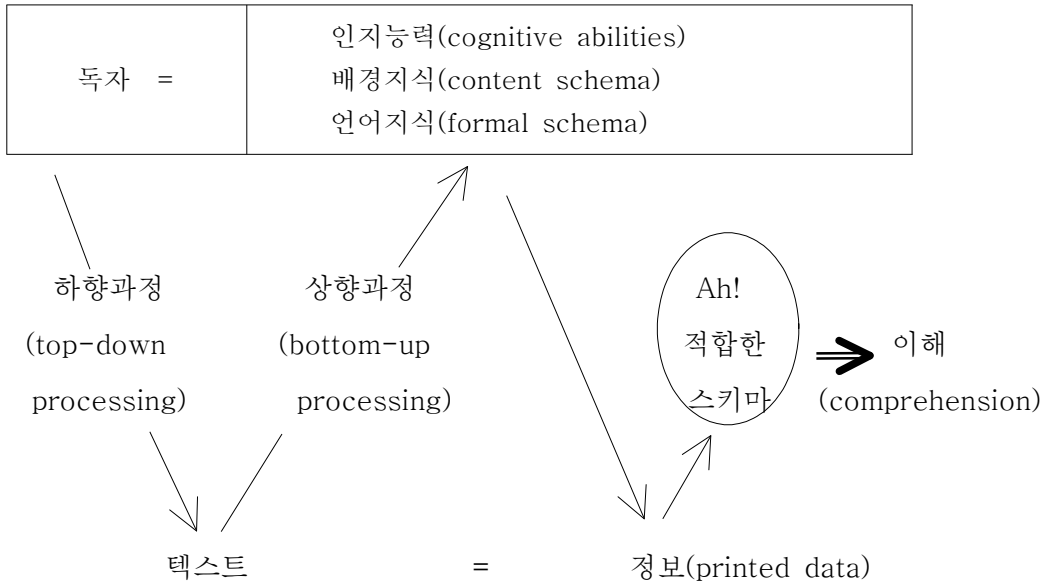 인지능력(cognitive abilities)
독자 = 배경지식(content schema)
언어지식(formal schema)
하향과정 상향과정 Ah!
(top-down (bottom-up 적합한 이해
processing) processing) 스키마 (comprehension)
텍스트 = 정보(printed data)